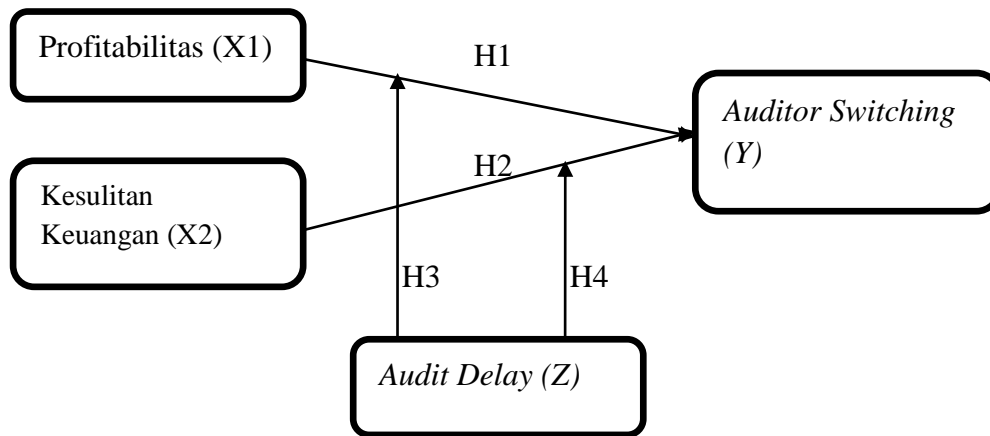 Profitabilitas (X1)
H1
Auditor Switching
(Y)
H2
Kesulitan
Keuangan (X2)
H3
H4
Audit Delay (Z)